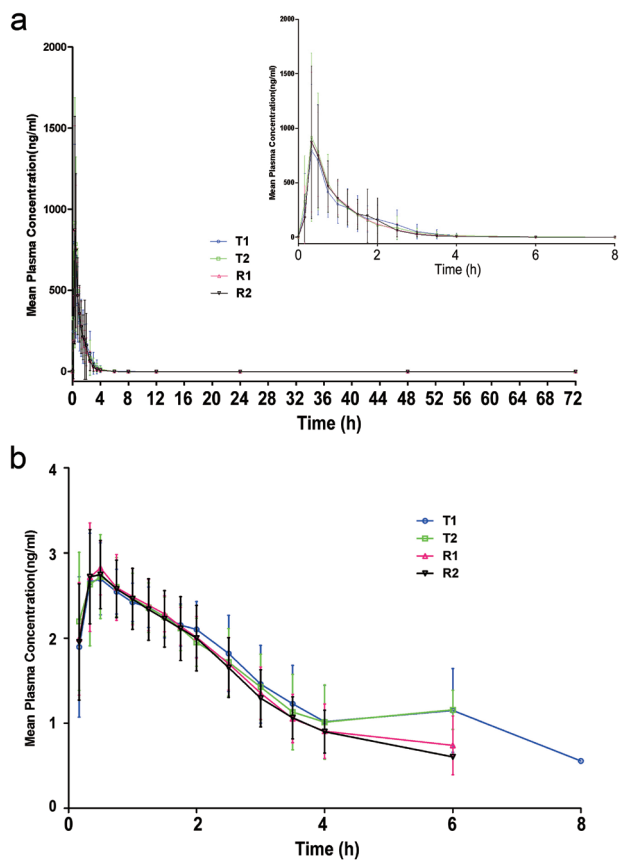 a
Mean Plasma Concentration(ng/ml)
2000
1500
1000
500
0
0 4 8 12 16 20 24 28 32 36 40 44 48 52 56 60 64 68 72
Time (h)
T1
T2
R1
R2
Mean Plasma Concentration(ng/ml)
2000
1500
1000
500
0
0 2 4 6 8
Time (h)
b
Mean Plasma Concentration(ng/ml)
4
3
2
1
0
0 2 4 6 8
Time (h)
T1
T2
R1
R2